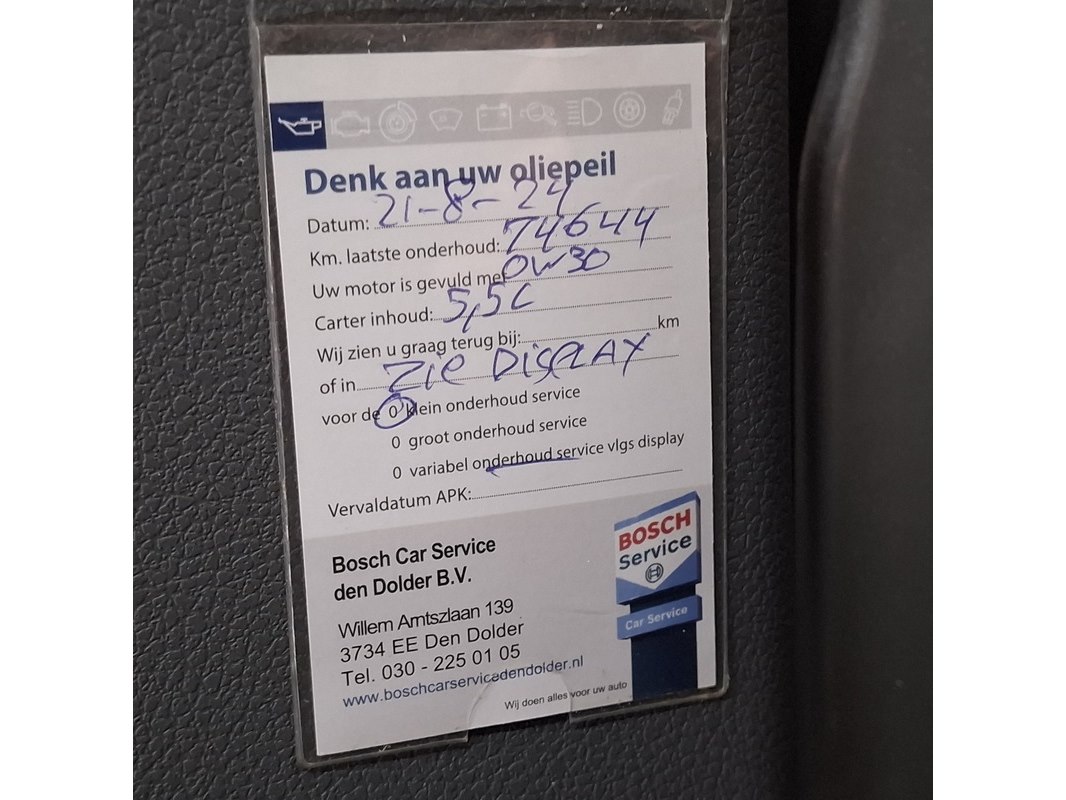 Denk aan uw oliepeil
Datum: 21-8-24
Km. laatste onderhoud: 74644
Uw motor is gevuld met 0W30
Carter inhoud: 5,5L
Wij zien u graag terug bij: km
of in ZIE DISPLAY
voor de 0 klein onderhoud service
0 groot onderhoud service
0 variabel onderhoud service vlgs display
Vervaldatum APK:
Bosch Car Service
den Dolder B.V.
Willem Arntszlaan 139
3734 EE Den Dolder
Tel. 030 - 225 01 05
www.boschcarservicedendolder.nl
Wij doen alles voor uw auto
BOSCH
Service
Car Service